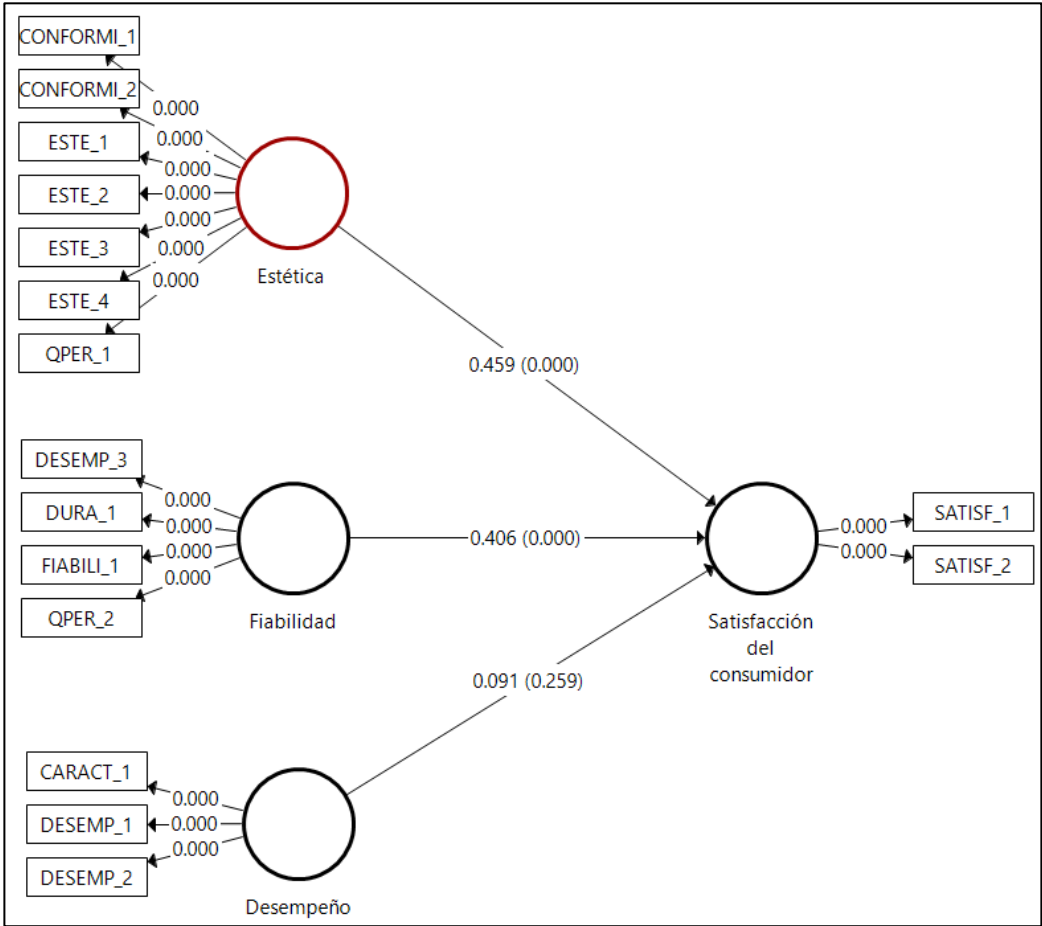 CONFORMI_1
CONFORMI_2
ESTE_1
ESTE_2
ESTE_3
ESTE_4
QPER_1
0.000
0.000
0.000
0.000
0.000
0.000
0.000
Estética
0.459 (0.000)
DESEMP_3
DURA_1
FIABILI_1
QPER_2
0.000
0.000
0.000
0.000
Fiabilidad
0.406 (0.000)
CARACT_1
DESEMP_1
DESEMP_2
0.000
0.000
0.000
Desempeño
0.091 (0.259)
Satisfacción
del
consumidor
0.000
0.000
SATISF_1
SATISF_2